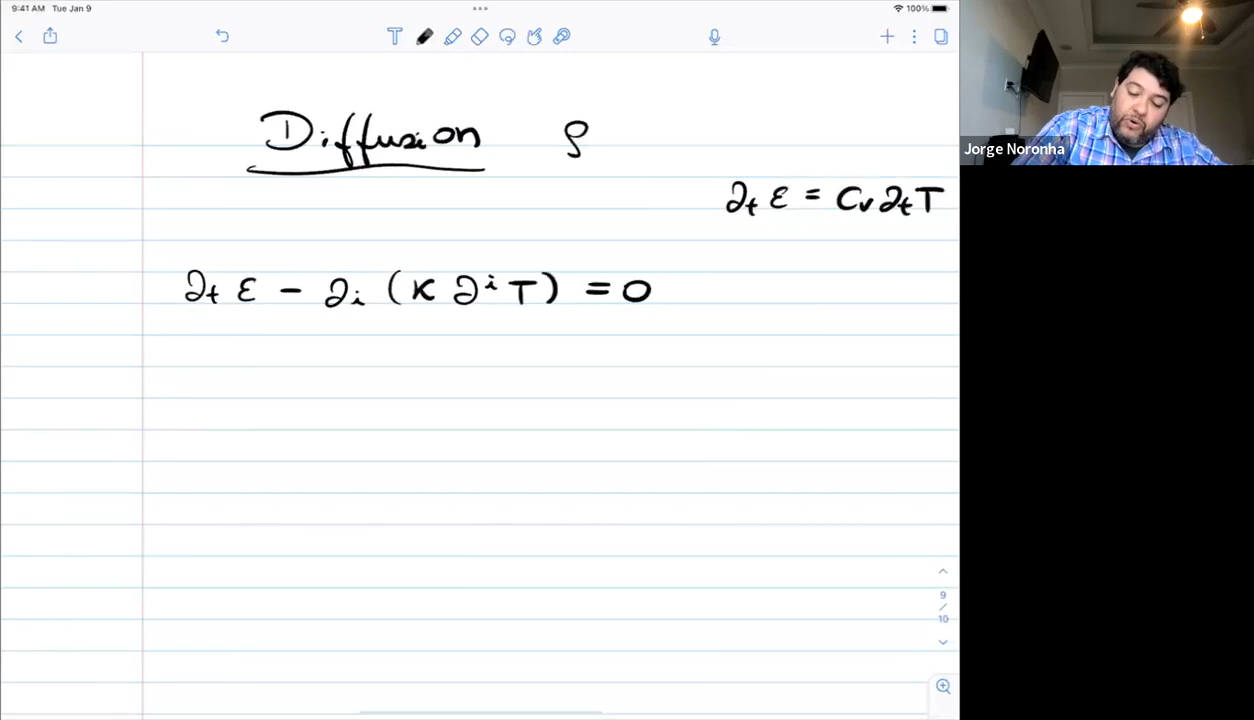 9:41 AM Tue Jan 9
100%
Diffusion ρ
∂t ε = Cv ∂t T
∂t ε − ∂i (κ ∂ⁱ T) = 0
Jorge Noronha
9
/
10